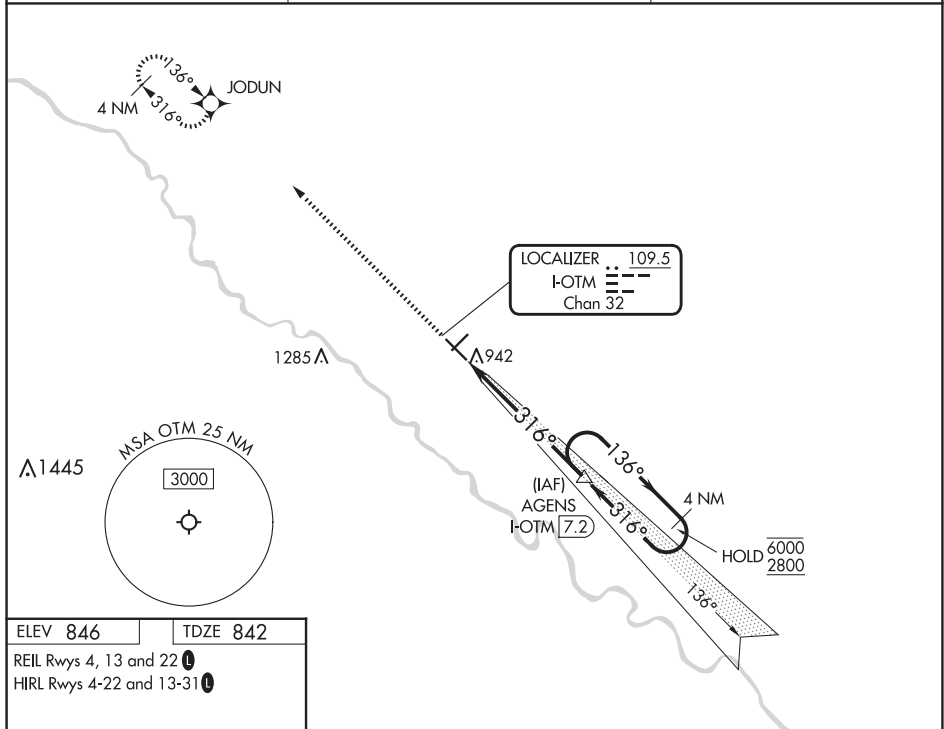 136°
JODUN
4 NM
316°
LOCALIZER 109.5
I-OTM
Chan 32
1285
942
MSA OTM 25 NM
1445
3000
316°
136°
(IAF)
AGENS
I-OTM 7.2
4 NM
316°
HOLD 6000
2800
136°
ELEV 846
TDZE 842
REIL Rwys 4, 13 and 22 L
HIRL Rwys 4-22 and 13-31 L